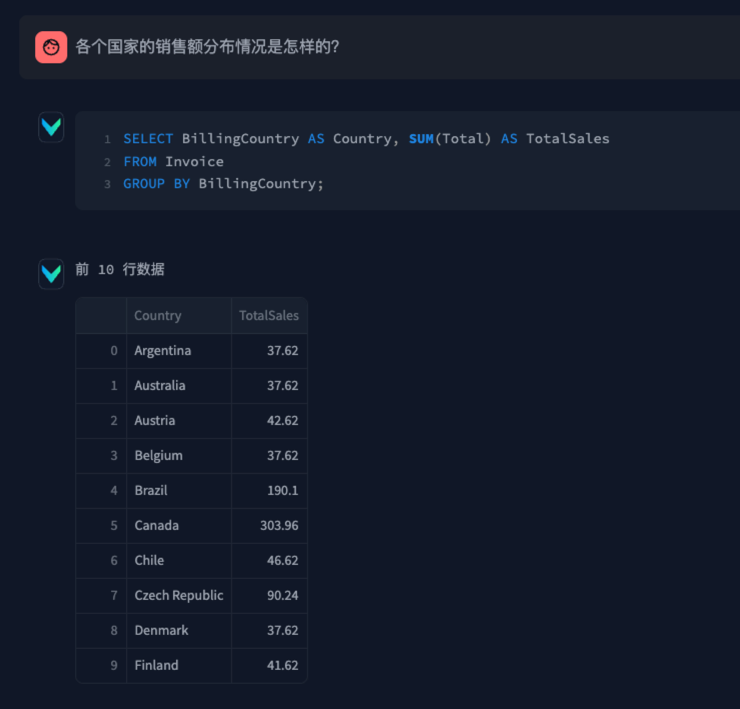 各个国家的销售额分布情况是怎样的?
1 SELECT BillingCountry AS Country, SUM(Total) AS TotalSales
2 FROM Invoice
3 GROUP BY BillingCountry;
前 10 行数据
Country TotalSales
0 Argentina 37.62
1 Australia 37.62
2 Austria 42.62
3 Belgium 37.62
4 Brazil 190.1
5 Canada 303.96
6 Chile 46.62
7 Czech Republic 90.24
8 Denmark 37.62
9 Finland 41.62